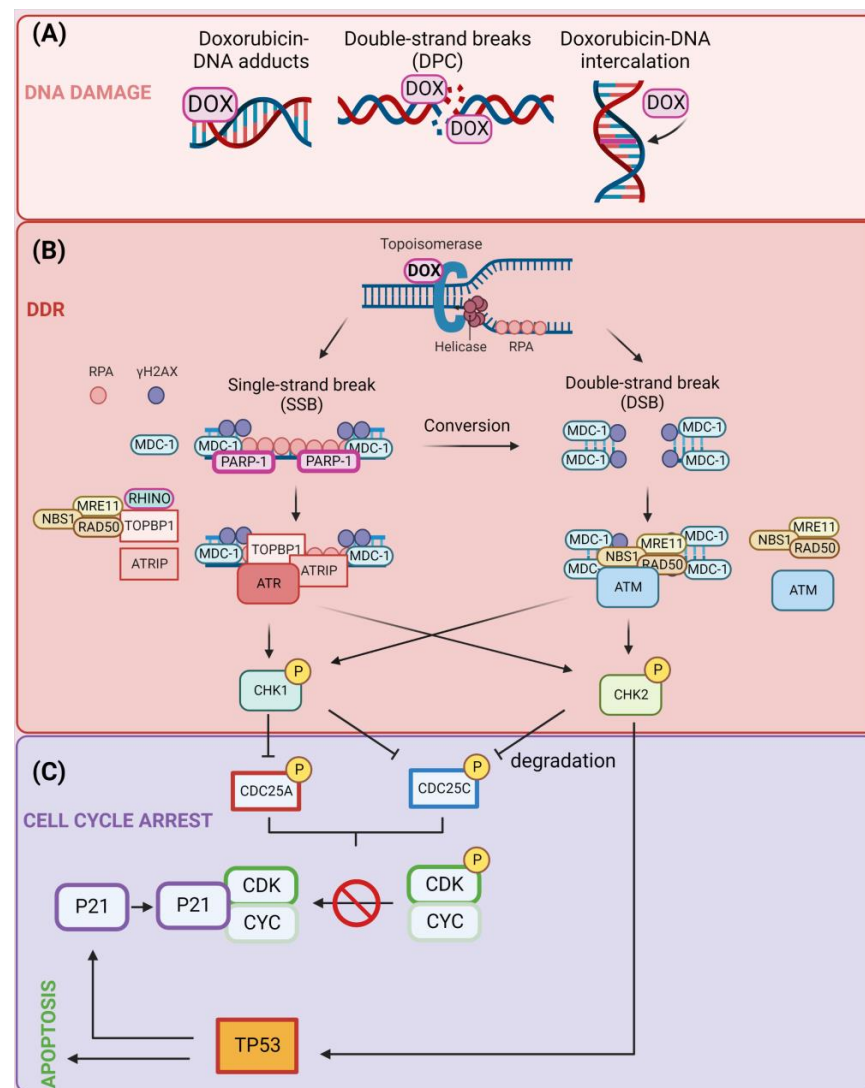 (A)
DNA DAMAGE
Doxorubicin-
DNA adducts
DOX
Double-strand breaks
(DPC)
DOX
DOX
Doxorubicin-DNA
intercalation
DOX
(B)
DDR
Topoisomerase
DOX
Helicase
RPA
RPA
γH2AX
MDC-1
Single-strand break
(SSB)
MDC-1
MDC-1
PARP-1
PARP-1
Conversion
Double-strand break
(DSB)
MDC-1
MDC-1
MDC-1
MDC-1
RHINO
MRE11
NBS1
RAD50
TOPBP1
ATRIP
MDC-1
TOPBP1
MDC-1
ATRIP
ATR
MDC-1
MRE11
MDC-1
NBS1
MDC-
RAD50
MDC-1
ATM
MRE11
NBS1
RAD50
ATM
P
CHK1
P
CHK2
(C)
CELL CYCLE ARREST
P
CDC25A
P
CDC25C
degradation
P21
P21
CDK
CYC
P
CDK
CYC
APOPTOSIS
TP53